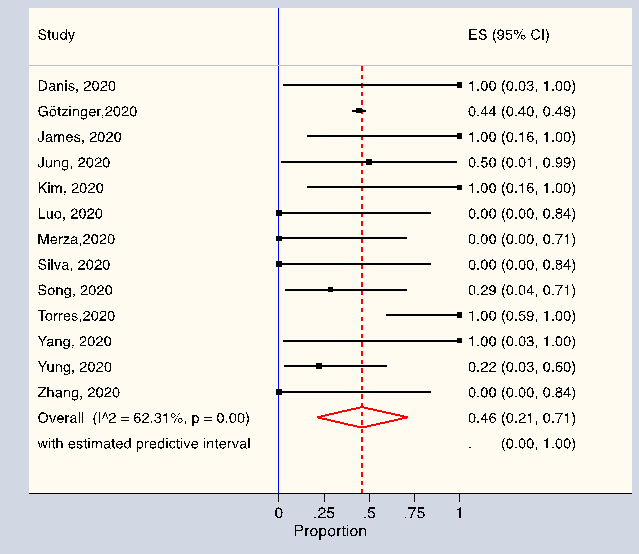 Study ES (95% CI)
Danis, 2020 1.00 (0.03, 1.00)
Götzinger,2020 0.44 (0.40, 0.48)
James, 2020 1.00 (0.16, 1.00)
Jung, 2020 0.50 (0.01, 0.99)
Kim, 2020 1.00 (0.16, 1.00)
Luo, 2020 0.00 (0.00, 0.84)
Merza,2020 0.00 (0.00, 0.71)
Silva, 2020 0.00 (0.00, 0.84)
Song, 2020 0.29 (0.04, 0.71)
Torres,2020 1.00 (0.59, 1.00)
Yang, 2020 1.00 (0.03, 1.00)
Yung, 2020 0.22 (0.03, 0.60)
Zhang, 2020 0.00 (0.00, 0.84)
Overall (I^2 = 62.31%, p = 0.00) 0.46 (0.21, 0.71)
with estimated predictive interval . (0.00, 1.00)
0 .25 .5 .75 1
Proportion